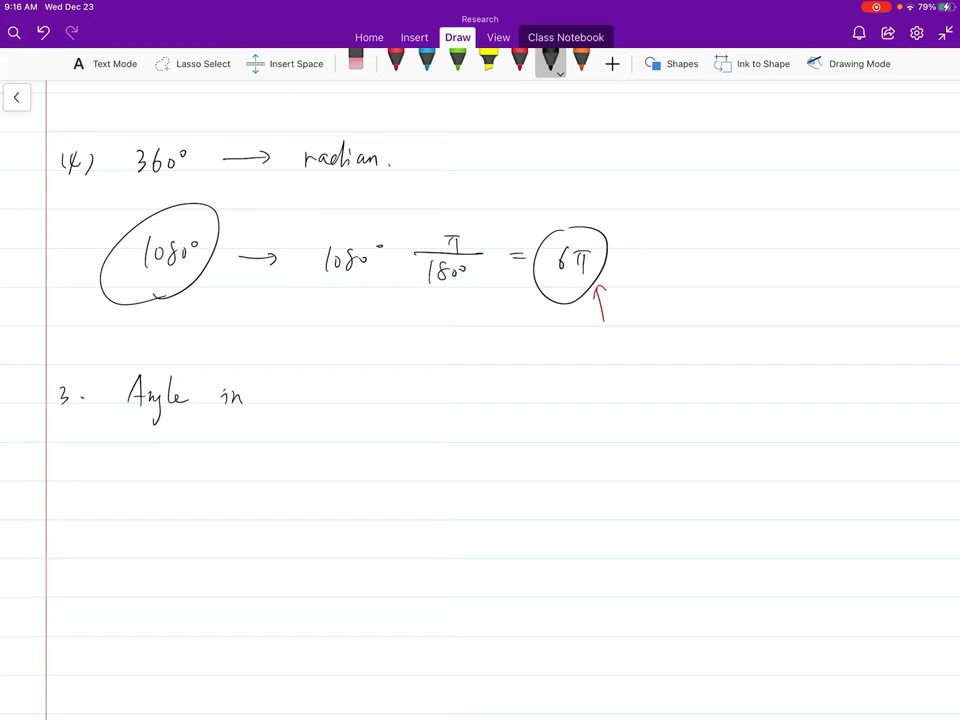 9:16 AM Wed Dec 23
79%
Research
Home Insert Draw View Class Notebook
Text Mode Lasso Select Insert Space Shapes Ink to Shape Drawing Mode
(4) 360° → radian.
1080° → 1080° π/180° = 6π
3. Angle in